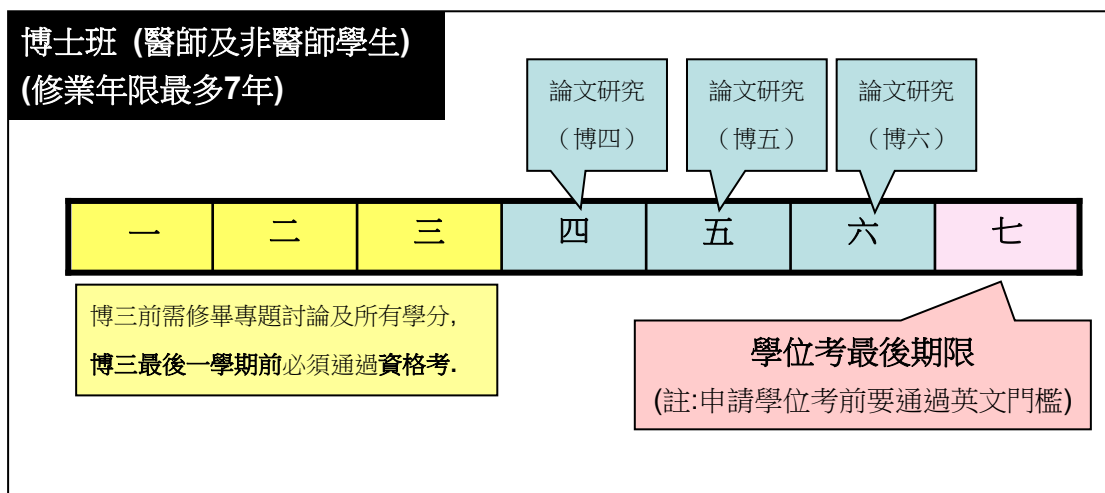 博士班 (醫師及非醫師學生)
(修業年限最多7年)
論文研究
（博四）
論文研究
（博五）
論文研究
（博六）
一 二 三 四 五 六 七
博三前需修畢專題討論及所有學分,
博三最後一學期前必須通過資格考.
學位考最後期限
(註:申請學位考前要通過英文門檻)